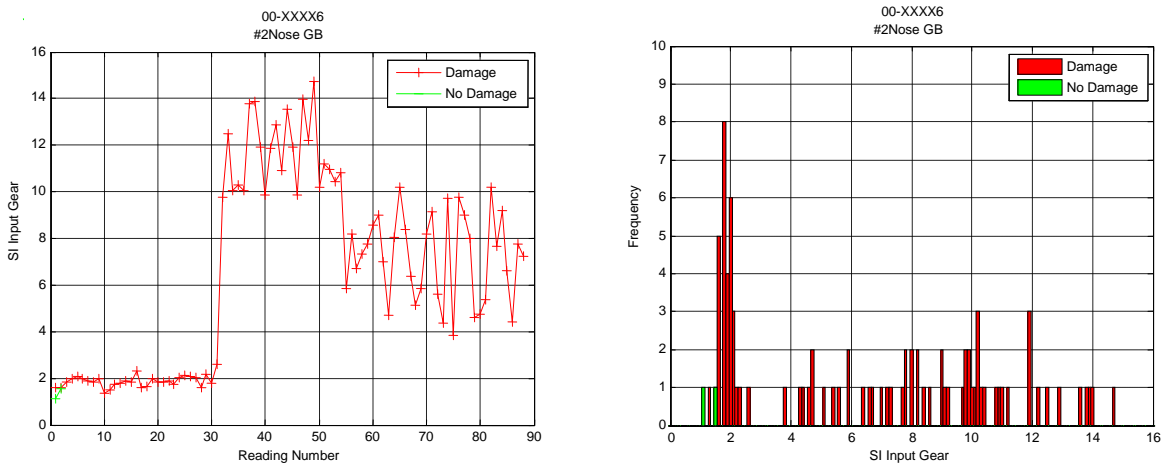 00-XXXX6
#2Nose GB
16
14
12
10
8
6
4
2
0
SI Input Gear
Damage
No Damage
0 10 20 30 40 50 60 70 80 90
Reading Number
00-XXXX6
#2Nose GB
10
9
8
7
6
5
4
3
2
1
0
Frequency
Damage
No Damage
0 2 4 6 8 10 12 14 16
SI Input Gear